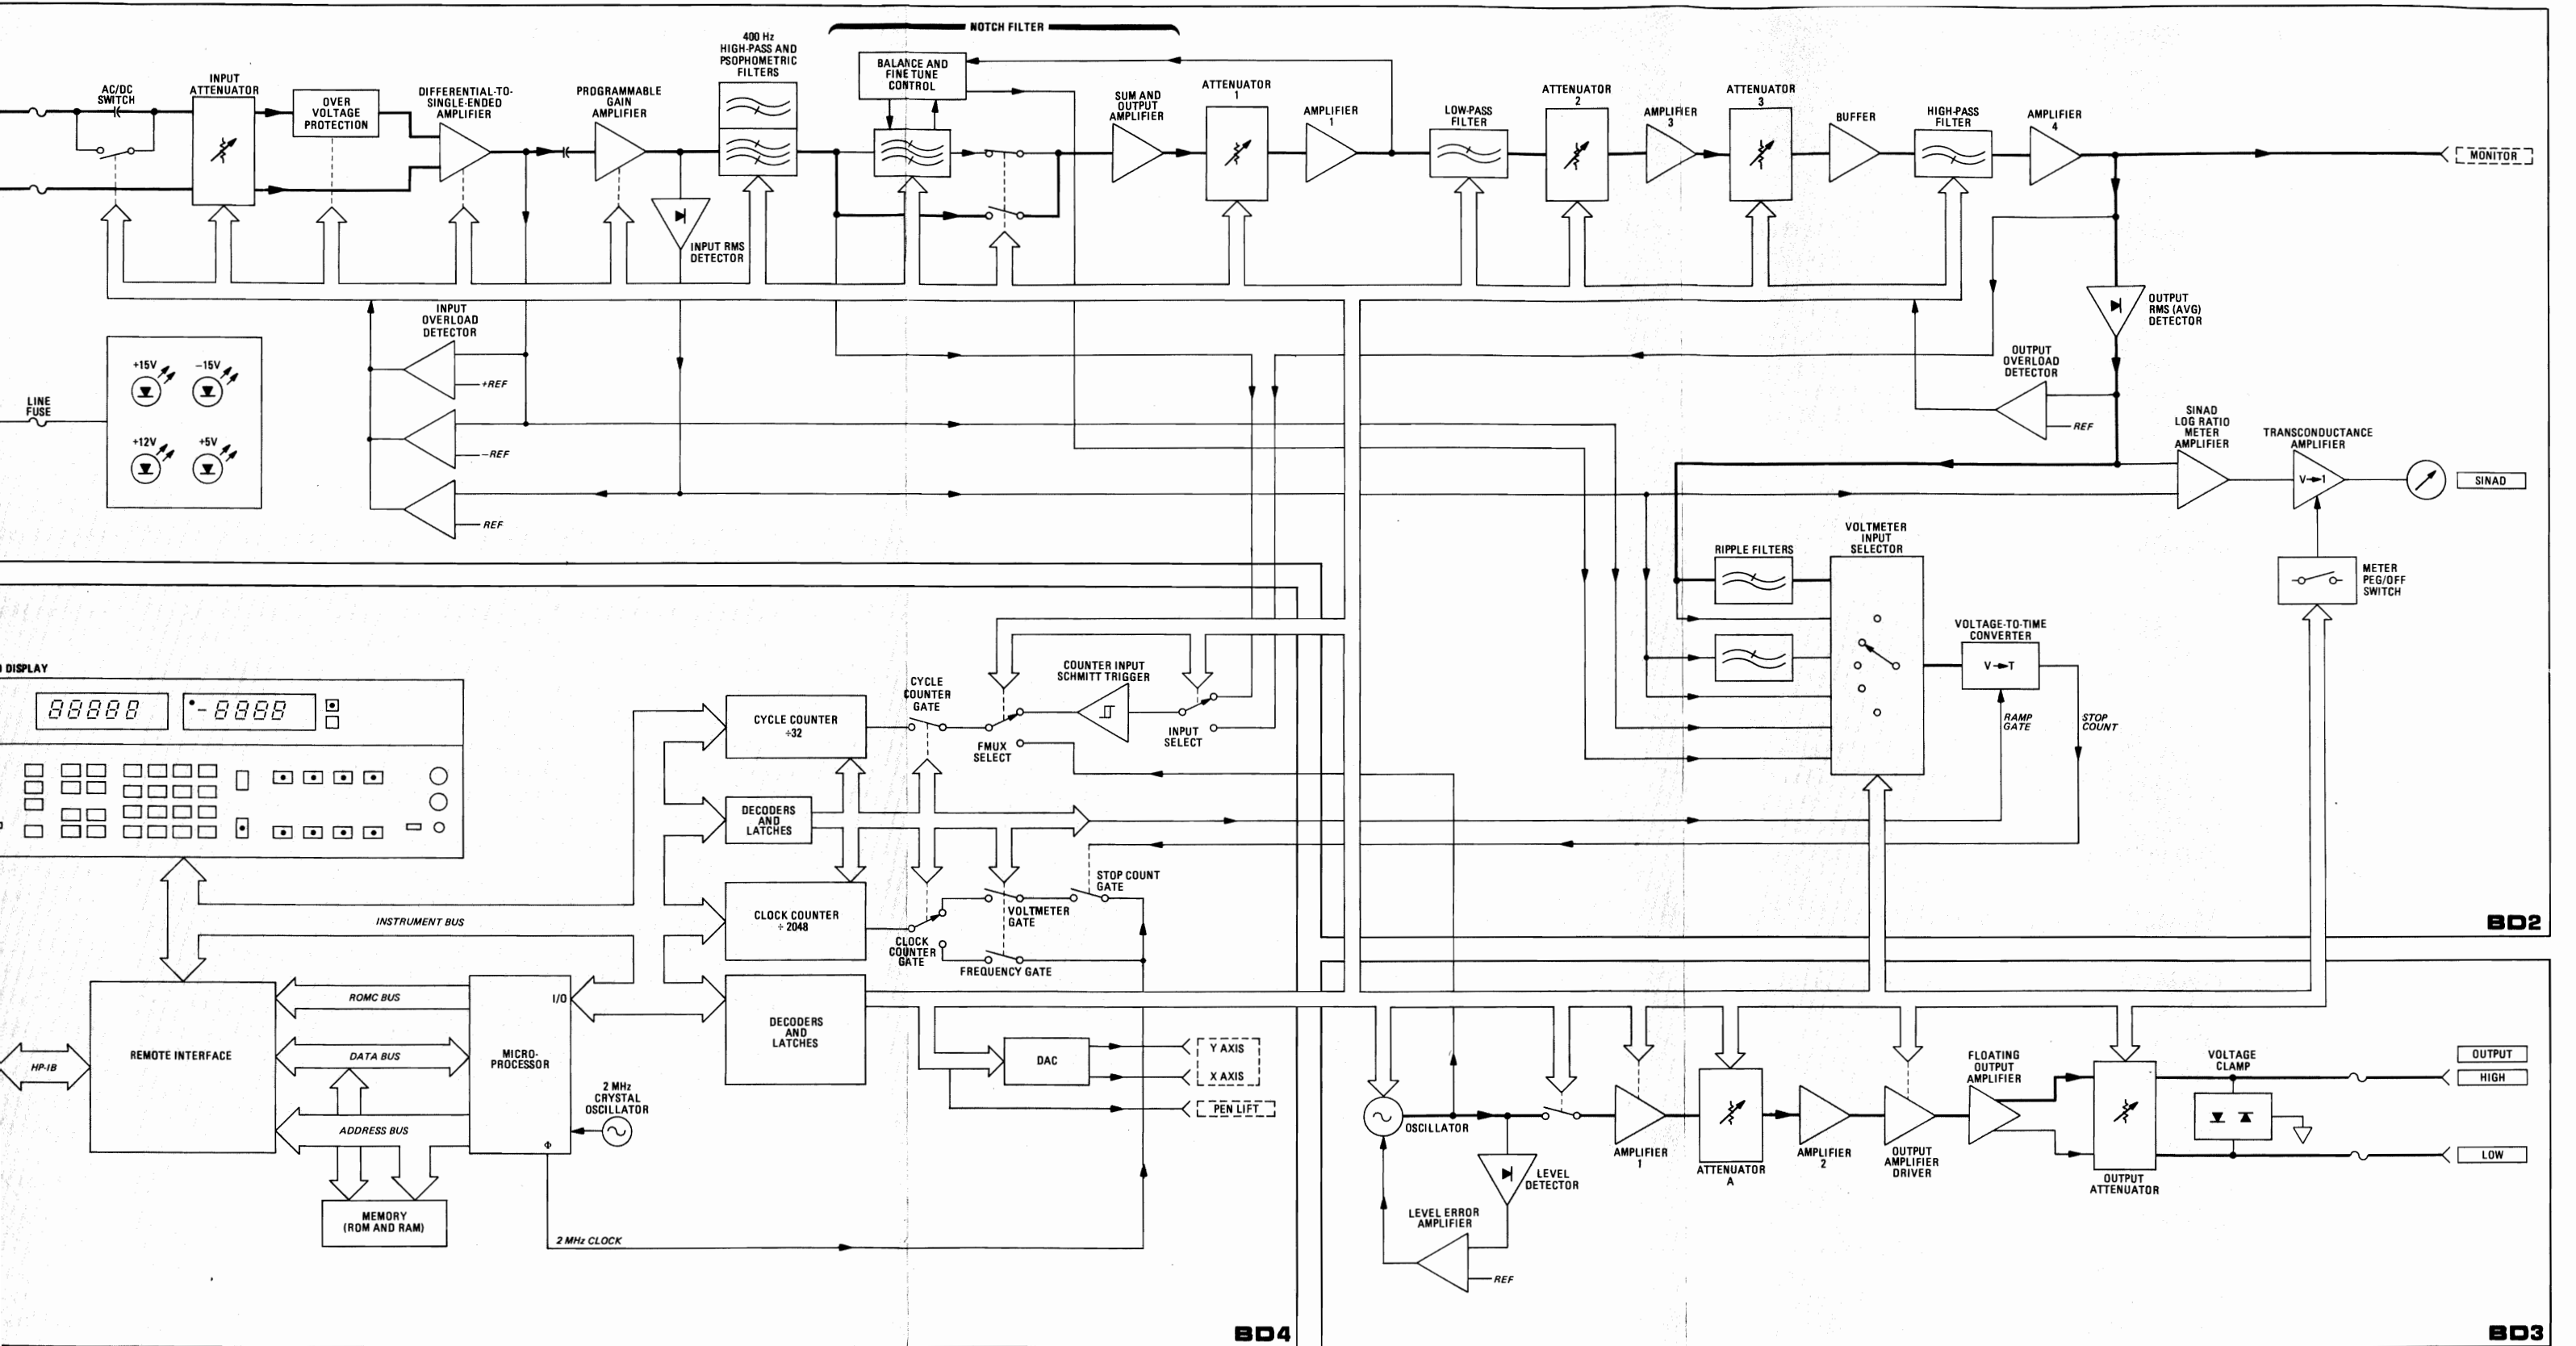 NOTCH FILTER
400 Hz
HIGH-PASS AND
PSOPHOMETRIC
FILTERS
AC/DC
SWITCH
INPUT
ATTENUATOR
OVER
VOLTAGE
PROTECTION
DIFFERENTIAL-TO-
SINGLE-ENDED
AMPLIFIER
PROGRAMMABLE
GAIN
AMPLIFIER
BALANCE AND
FINE TUNE
CONTROL
SUM AND
OUTPUT
AMPLIFIER
ATTENUATOR
1
AMPLIFIER
1
LOW-PASS
FILTER
ATTENUATOR
2
AMPLIFIER
3
ATTENUATOR
3
BUFFER
HIGH-PASS
FILTER
AMPLIFIER
4
MONITOR
INPUT RMS
DETECTOR
OUTPUT
RMS (AVG)
DETECTOR
INPUT
OVERLOAD
DETECTOR
+REF
–REF
REF
+15V
–15V
+12V
+5V
LINE
FUSE
OUTPUT
OVERLOAD
DETECTOR
REF
SINAD
LOG RATIO
METER
AMPLIFIER
TRANSCONDUCTANCE
AMPLIFIER
V→I
SINAD
METER
PEG/OFF
SWITCH
RIPPLE FILTERS
VOLTMETER
INPUT
SELECTOR
VOLTAGE-TO-TIME
CONVERTER
V→T
RAMP
GATE
STOP
COUNT
BD2
DISPLAY
88888
- 8888
CYCLE COUNTER
÷32
CYCLE
COUNTER
GATE
COUNTER INPUT
SCHMITT TRIGGER
FMUX
SELECT
INPUT
SELECT
DECODERS
AND
LATCHES
CLOCK COUNTER
÷ 2048
CLOCK
COUNTER
GATE
VOLTMETER
GATE
STOP COUNT
GATE
FREQUENCY GATE
INSTRUMENT BUS
REMOTE INTERFACE
HP-IB
ROMC BUS
DATA BUS
ADDRESS BUS
I/O
MICRO-
PROCESSOR
Φ
2 MHz
CRYSTAL
OSCILLATOR
MEMORY
(ROM AND RAM)
2 MHz CLOCK
DECODERS
AND
LATCHES
DAC
Y AXIS
X AXIS
PEN LIFT
BD4
OSCILLATOR
LEVEL
DETECTOR
LEVEL ERROR
AMPLIFIER
REF
AMPLIFIER
1
ATTENUATOR
A
AMPLIFIER
2
OUTPUT
AMPLIFIER
DRIVER
FLOATING
OUTPUT
AMPLIFIER
OUTPUT
ATTENUATOR
VOLTAGE
CLAMP
OUTPUT
HIGH
LOW
BD3